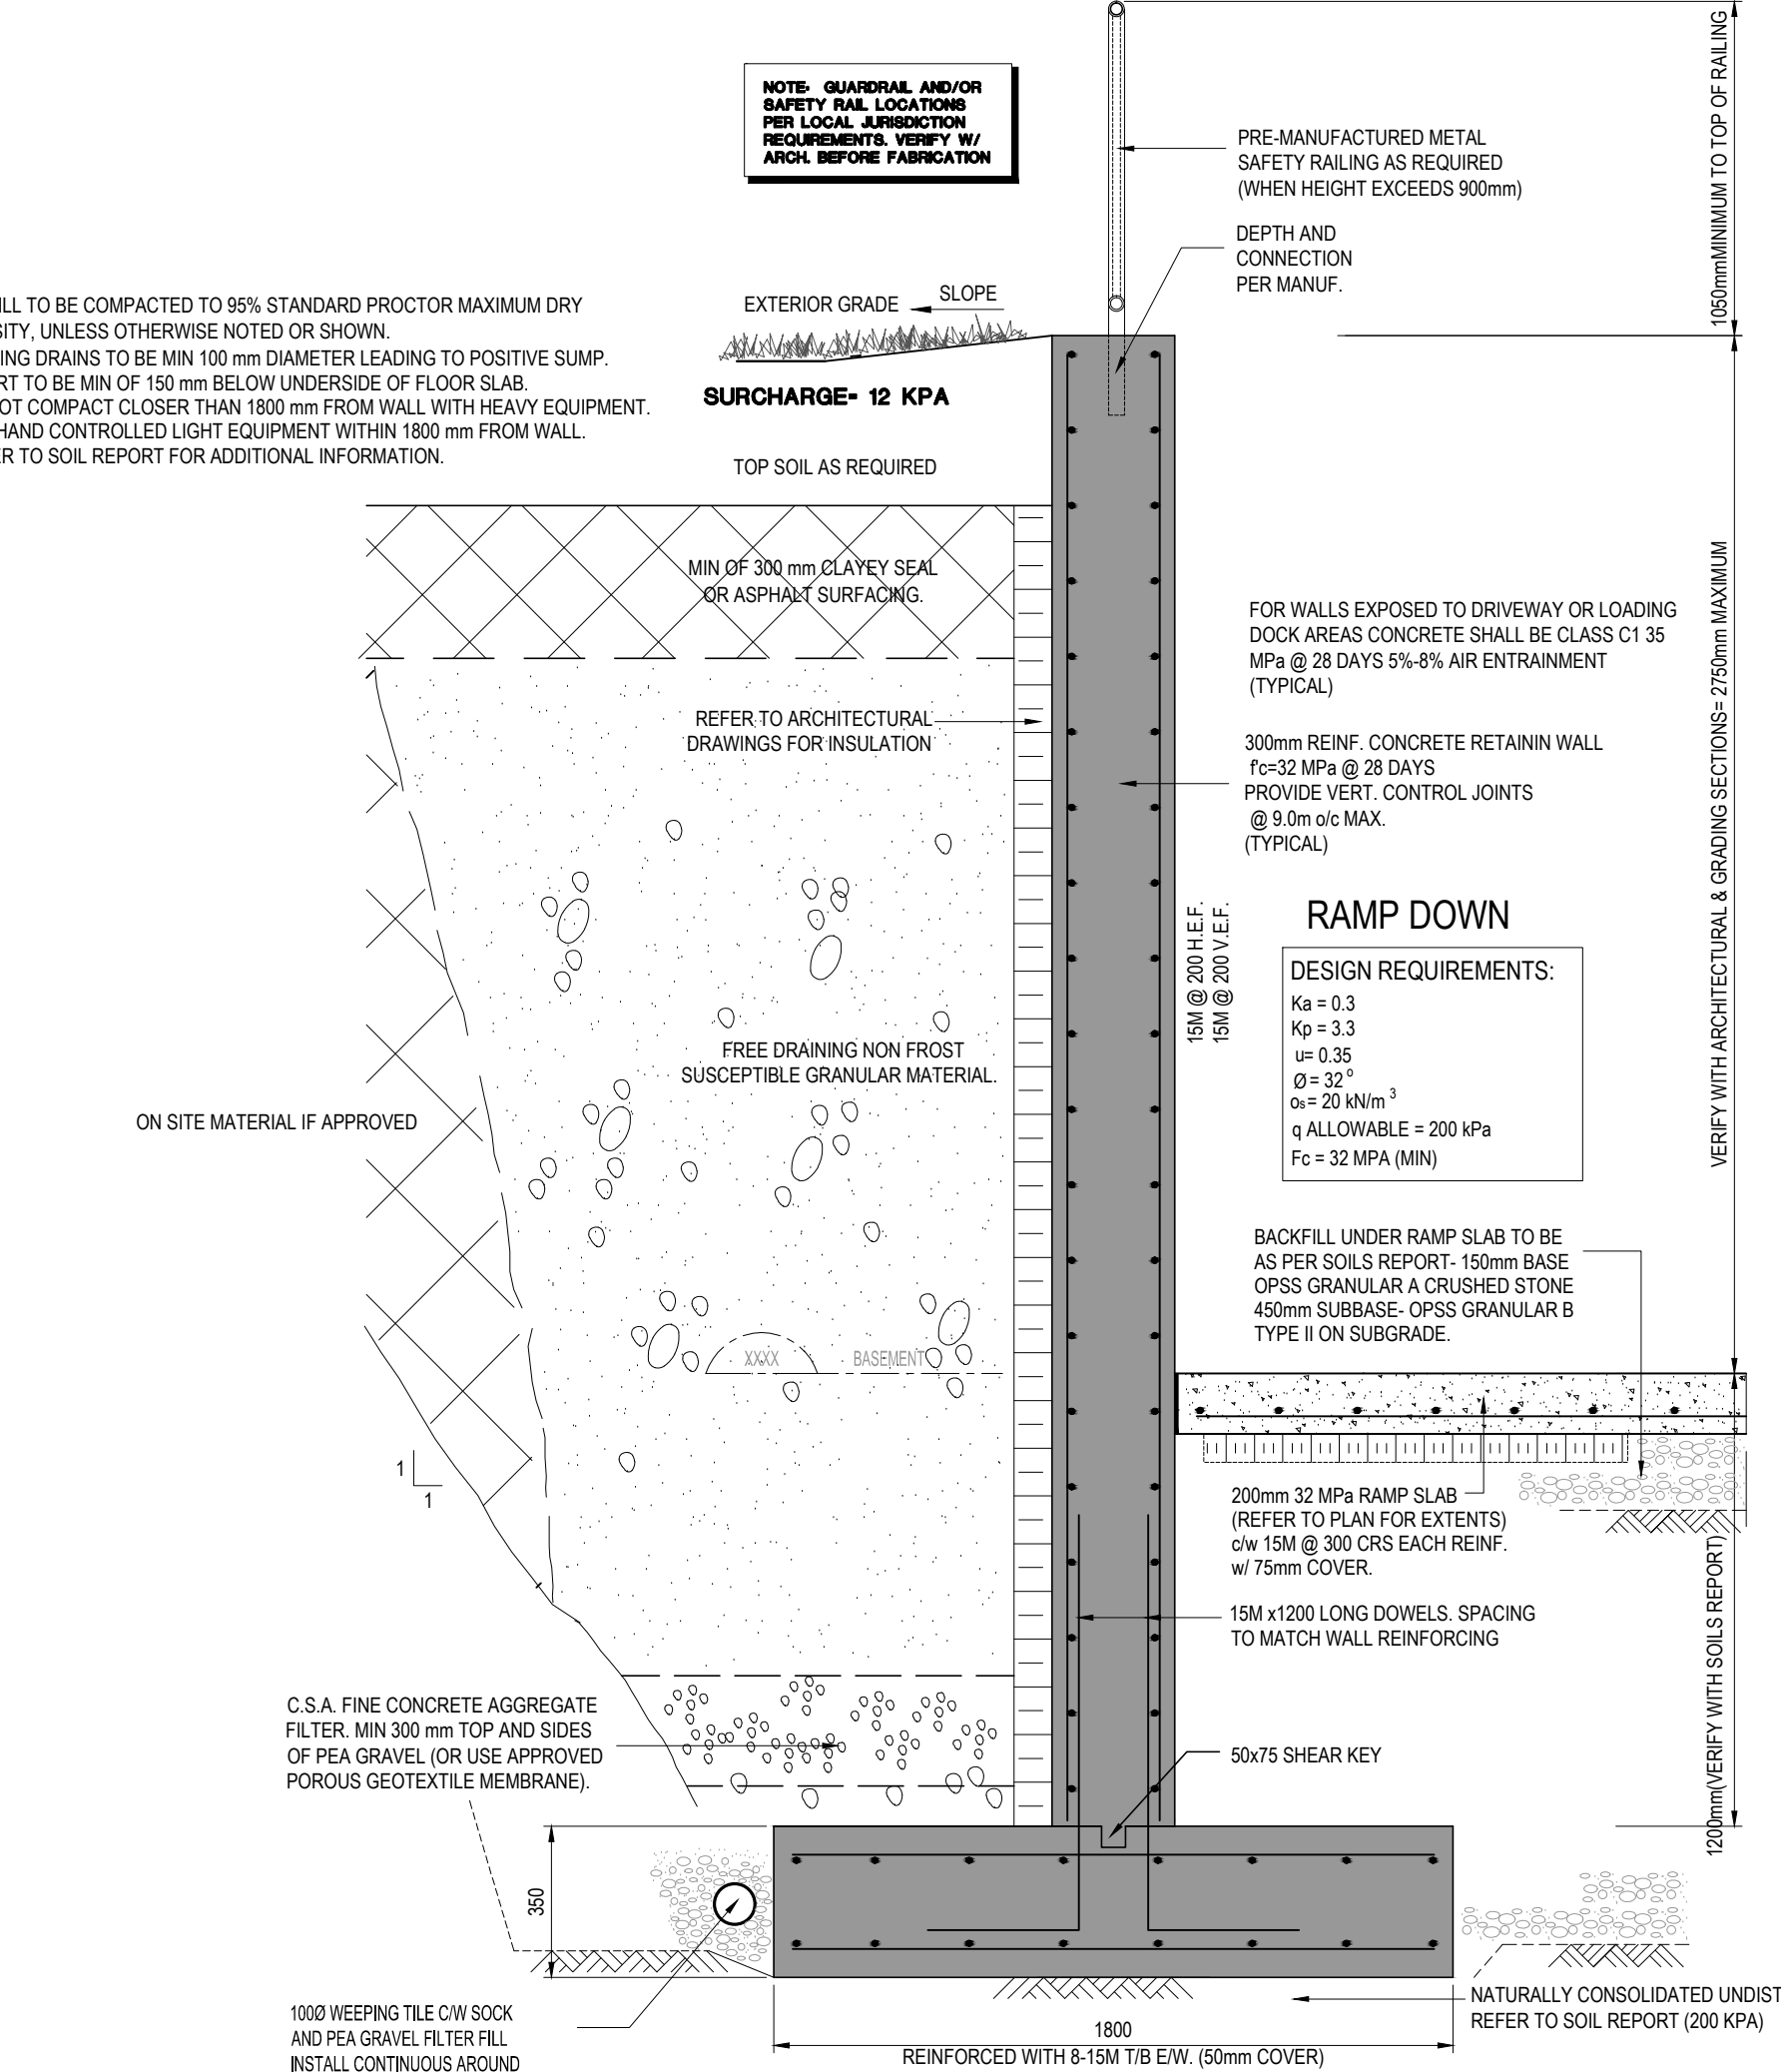 NOTE: GUARDRAIL AND/OR
SAFETY RAIL LOCATIONS
PER LOCAL JURISDICTION
REQUIREMENTS. VERIFY W/
ARCH. BEFORE FABRICATION
PRE-MANUFACTURED METAL
SAFETY RAILING AS REQUIRED
(WHEN HEIGHT EXCEEDS 900mm)
DEPTH AND
CONNECTION
PER MANUF.
1050mmMINIMUM TO TOP OF RAILING
ILL TO BE COMPACTED TO 95% STANDARD PROCTOR MAXIMUM DRY
SITY, UNLESS OTHERWISE NOTED OR SHOWN.
ING DRAINS TO BE MIN 100 mm DIAMETER LEADING TO POSITIVE SUMP.
RT TO BE MIN OF 150 mm BELOW UNDERSIDE OF FLOOR SLAB.
OT COMPACT CLOSER THAN 1800 mm FROM WALL WITH HEAVY EQUIPMENT.
HAND CONTROLLED LIGHT EQUIPMENT WITHIN 1800 mm FROM WALL.
ER TO SOIL REPORT FOR ADDITIONAL INFORMATION.
EXTERIOR GRADE
SLOPE
SURCHARGE= 12 KPA
TOP SOIL AS REQUIRED
MIN OF 300 mm CLAYEY SEAL
OR ASPHALT SURFACING.
REFER TO ARCHITECTURAL
DRAWINGS FOR INSULATION
FOR WALLS EXPOSED TO DRIVEWAY OR LOADING
DOCK AREAS CONCRETE SHALL BE CLASS C1 35
MPa @ 28 DAYS 5%-8% AIR ENTRAINMENT
(TYPICAL)
300mm REINF. CONCRETE RETAININ WALL
f'c=32 MPa @ 28 DAYS
PROVIDE VERT. CONTROL JOINTS
@ 9.0m o/c MAX.
(TYPICAL)
VERIFY WITH ARCHITECTURAL & GRADING SECTIONS= 2750mm MAXIMUM
15M @ 200 H.E.F.
15M @ 200 V.E.F.
RAMP DOWN
DESIGN REQUIREMENTS:
Ka = 0.3
Kp = 3.3
u= 0.35
Ø = 32°
os = 20 kN/m³
q ALLOWABLE = 200 kPa
Fc = 32 MPA (MIN)
FREE DRAINING NON FROST
SUSCEPTIBLE GRANULAR MATERIAL.
ON SITE MATERIAL IF APPROVED
BACKFILL UNDER RAMP SLAB TO BE
AS PER SOILS REPORT- 150mm BASE
OPSS GRANULAR A CRUSHED STONE
450mm SUBBASE- OPSS GRANULAR B
TYPE II ON SUBGRADE.
XXXX
BASEMENT
1
1
200mm 32 MPa RAMP SLAB
(REFER TO PLAN FOR EXTENTS)
c/w 15M @ 300 CRS EACH REINF.
w/ 75mm COVER.
15M x1200 LONG DOWELS. SPACING
TO MATCH WALL REINFORCING
1200mm(VERIFY WITH SOILS REPORT)
C.S.A. FINE CONCRETE AGGREGATE
FILTER. MIN 300 mm TOP AND SIDES
OF PEA GRAVEL (OR USE APPROVED
POROUS GEOTEXTILE MEMBRANE).
50x75 SHEAR KEY
350
100Ø WEEPING TILE C/W SOCK
AND PEA GRAVEL FILTER FILL
INSTALL CONTINUOUS AROUND
1800
REINFORCED WITH 8-15M T/B E/W. (50mm COVER)
NATURALLY CONSOLIDATED UNDIST
REFER TO SOIL REPORT (200 KPA)